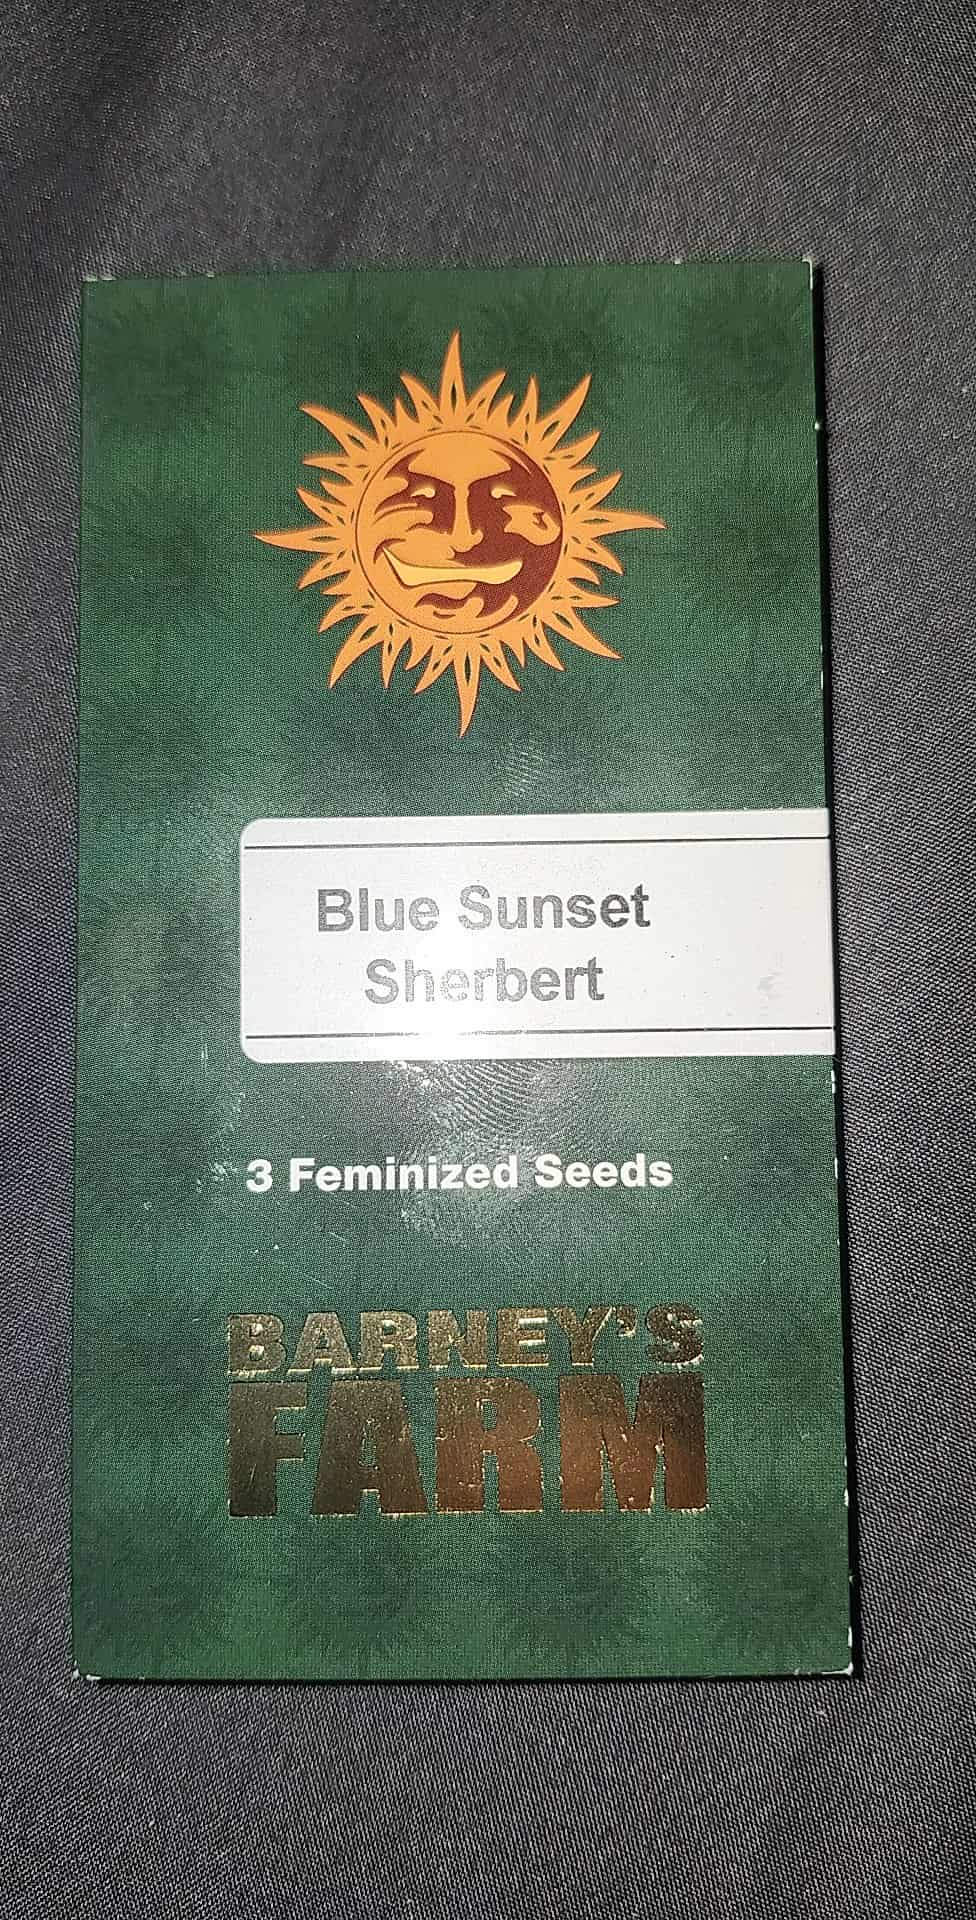 Blue Sunset
Sherbert
3 Feminized Seeds
BARNEY'S
FARM